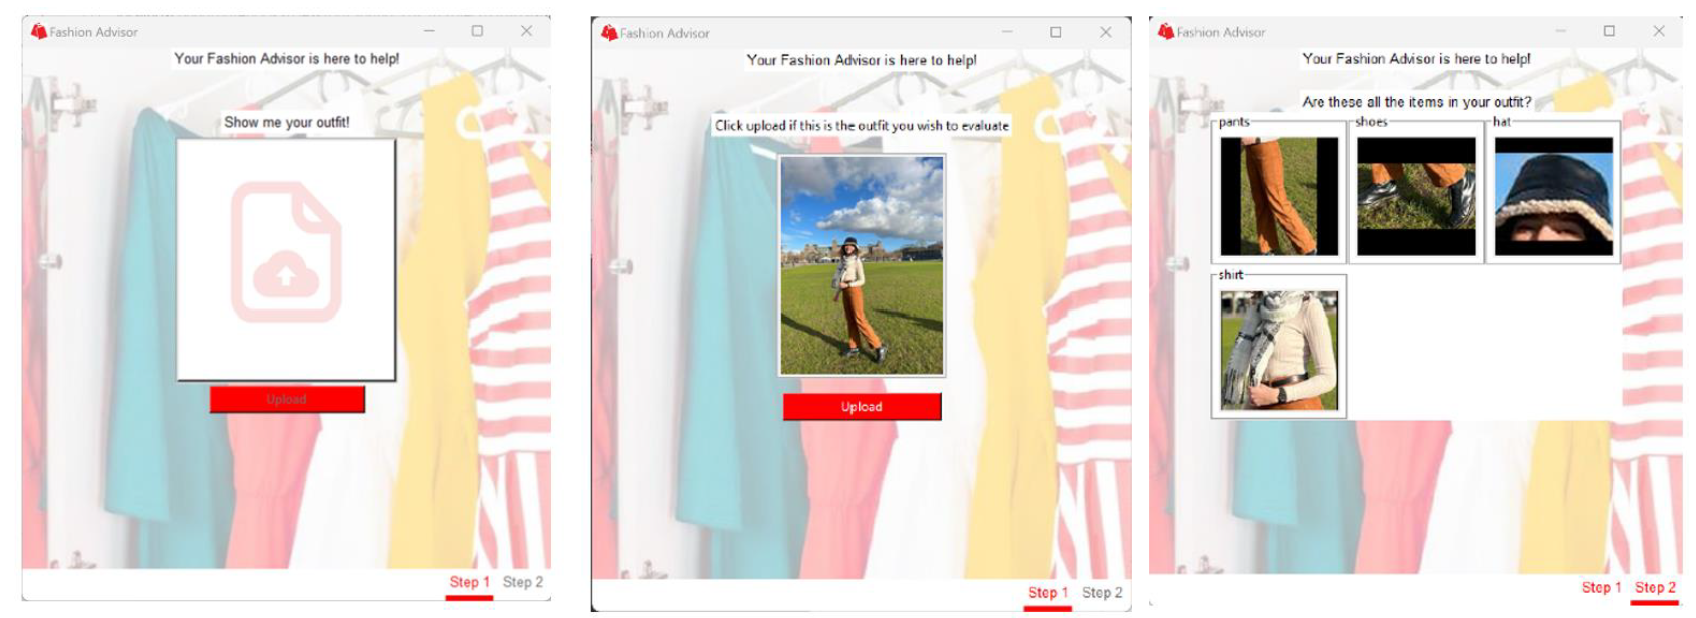 Fashion Advisor
Your Fashion Advisor is here to help!
Show me your outfit!
Upload
Step 1 Step 2
Fashion Advisor
Your Fashion Advisor is here to help!
Click upload if this is the outfit you wish to evaluate
Upload
Step 1 Step 2
Fashion Advisor
Your Fashion Advisor is here to help!
Are these all the items in your outfit?
pants shoes hat
shirt
Step 1 Step 2